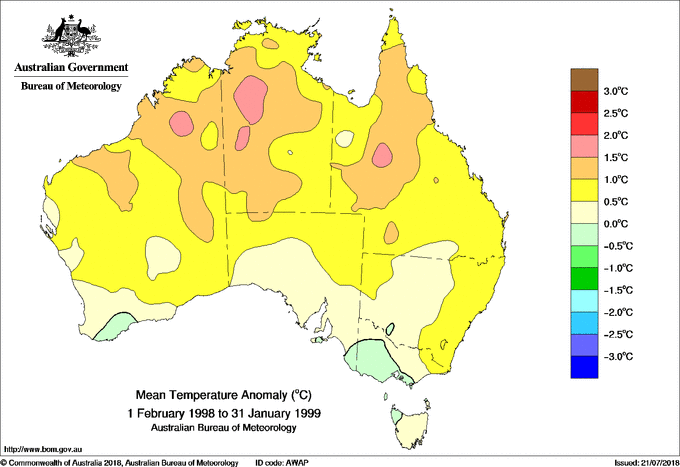 Australian Government
Bureau of Meteorology
3.0°C
2.5°C
2.0°C
1.5°C
1.0°C
0.5°C
0.0°C
−0.5°C
−1.0°C
−1.5°C
−2.0°C
−2.5°C
−3.0°C
Mean Temperature Anomaly (°C)
1 February 1998 to 31 January 1999
Australian Bureau of Meteorology
http://www.bom.gov.au
© Commonwealth of Australia 2018, Australian Bureau of Meteorology ID code: AWAP Issued: 21/07/2018